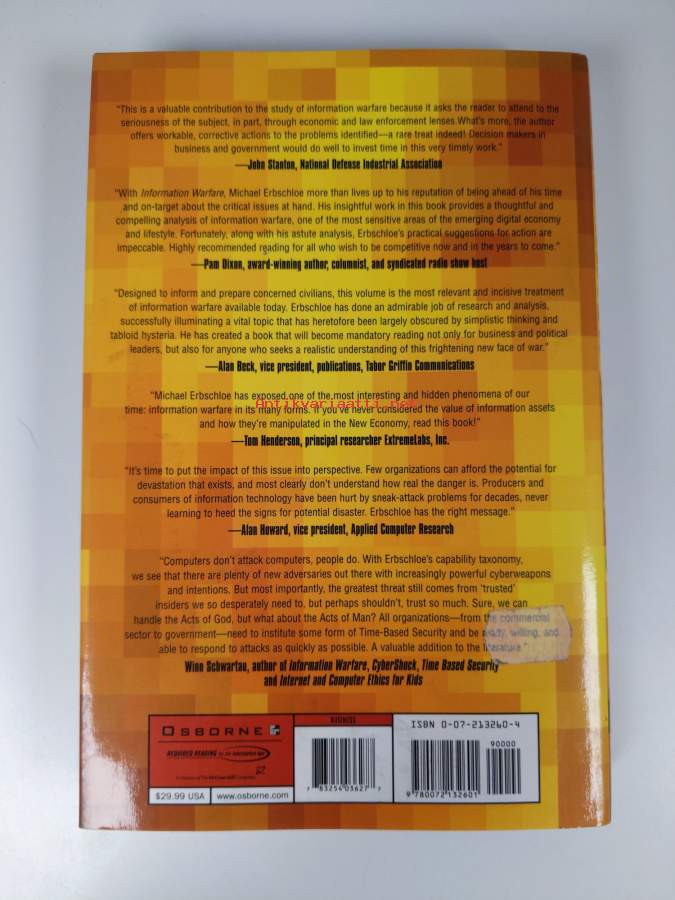 "This is a valuable contribution to the study of information warfare because it asks the reader to attend to the
seriousness of the subject, in part, through economic and law enforcement lenses.What's more, the author
offers workable, corrective actions to the problems identified—a rare treat indeed! Decision makers in
business and government would do well to invest time in this very timely work."
—John Stanton, National Defense Industrial Association
"With Information Warfare, Michael Erbschloe more than lives up to his reputation of being ahead of his time
and on-target about the critical issues at hand. His insightful work in this book provides a thoughtful and
compelling analysis of information warfare, one of the most sensitive areas of the emerging digital economy
and lifestyle. Fortunately, along with his astute analysis, Erbschloe's practical suggestions for action are
impeccable. Highly recommended reading for all who wish to be competitive now and in the years to come."
—Pam Dixon, award-winning author, columnist, and syndicated radio show host
"Designed to inform and prepare concerned civilians, this volume is the most relevant and incisive treatment
of information warfare available today. Erbschloe has done an admirable job of research and analysis,
successfully illuminating a vital topic that has heretofore been largely obscured by simplistic thinking and
tabloid hysteria. He has created a book that will become mandatory reading not only for business and political
leaders, but also for anyone who seeks a realistic understanding of this frightening new face of war."
—Alan Beck, vice president, publications, Tabor Griffin Communications
"Michael Erbschloe has exposed one of the most interesting and hidden phenomena of our
Antikvariaatti.net
time: information warfare in its many forms. If you've never considered the value of information assets
and how they're manipulated in the New Economy, read this book!"
—Tom Henderson, principal researcher ExtremeLabs, Inc.
"It's time to put the impact of this issue into perspective. Few organizations can afford the potential for
devastation that exists, and most clearly don't understand how real the danger is. Producers and
consumers of information technology have been hurt by sneak-attack problems for decades, never
learning to heed the signs for potential disaster. Erbschloe has the right message."
—Alan Howard, vice president, Applied Computer Research
"Computers don't attack computers, people do. With Erbschloe's capability taxonomy,
we see that there are plenty of new adversaries out there with increasingly powerful cyberweapons
and intentions. But most importantly, the greatest threat still comes from 'trusted'
insiders we so desperately need to, but perhaps shouldn't, trust so much. Sure, we can
handle the Acts of God, but what about the Acts of Man? All organizations—from the commercial
sector to government—need to institute some form of Time-Based Security and be ready, willing, and
able to respond to attacks as quickly as possible. A valuable addition to the literature."
Winn Schwartau, author of Information Warfare, CyberShock, Time Based Security
and Internet and Computer Ethics for Kids
OSBORNE
REQUIRED READING for the Information Age
A Division of The McGraw-Hill Companies
$29.99 USA
www.osborne.com
BUSINESS
7 83254 03627 7
ISBN 0-07-213260-4
90000
9 780072 132601